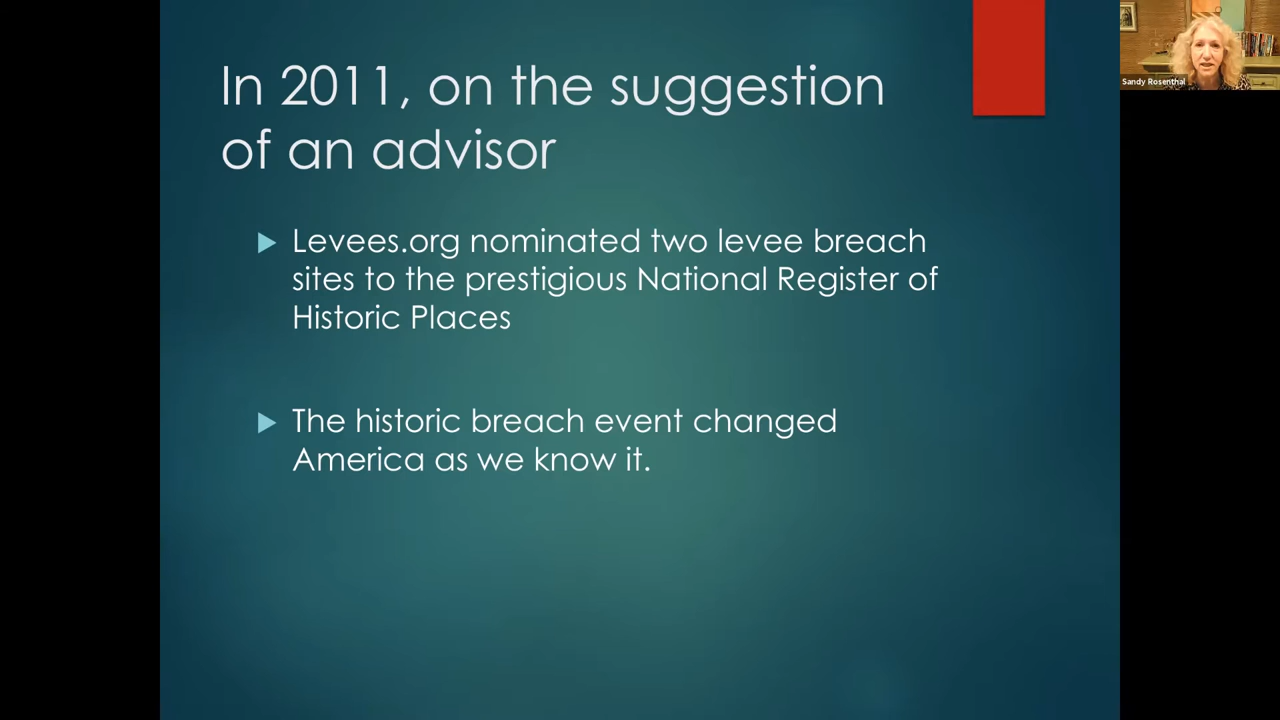 In 2011, on the suggestion
of an advisor
Levees.org nominated two levee breach
sites to the prestigious National Register of
Historic Places
The historic breach event changed
America as we know it.
Sandy Rosenthal